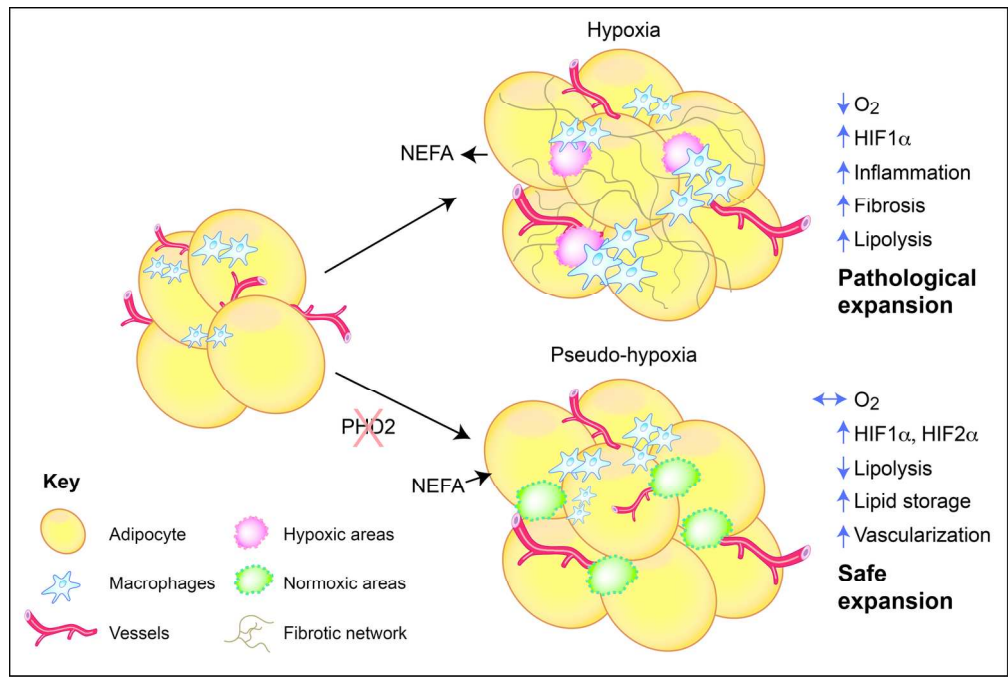 Hypoxia
NEFA
↓ O₂
↑ HIF1α
↑ Inflammation
↑ Fibrosis
↑ Lipolysis
Pathological
expansion
Pseudo-hypoxia
PHD2
NEFA
↔ O₂
↑ HIF1α, HIF2α
↓ Lipolysis
↑ Lipid storage
↑ Vascularization
Safe
expansion
Key
Adipocyte
Hypoxic areas
Macrophages
Normoxic areas
Vessels
Fibrotic network